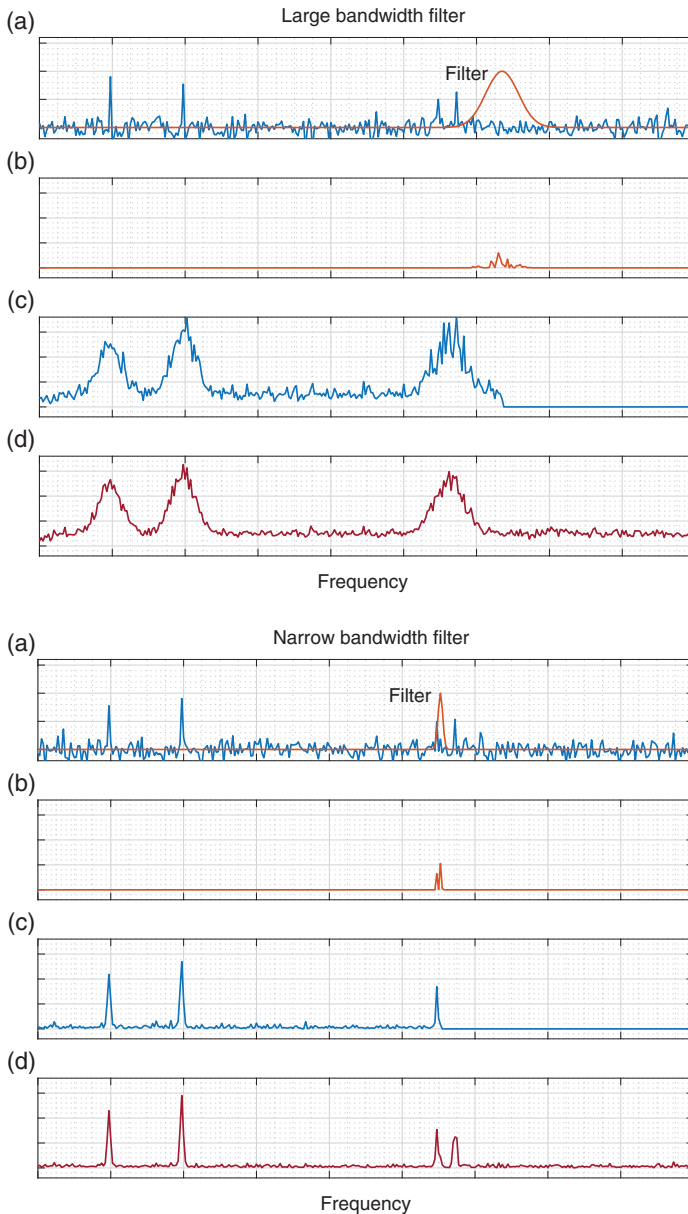 (a)
Large bandwidth filter
Filter
(b)
(c)
(d)
Frequency
(a)
Narrow bandwidth filter
Filter
(b)
(c)
(d)
Frequency